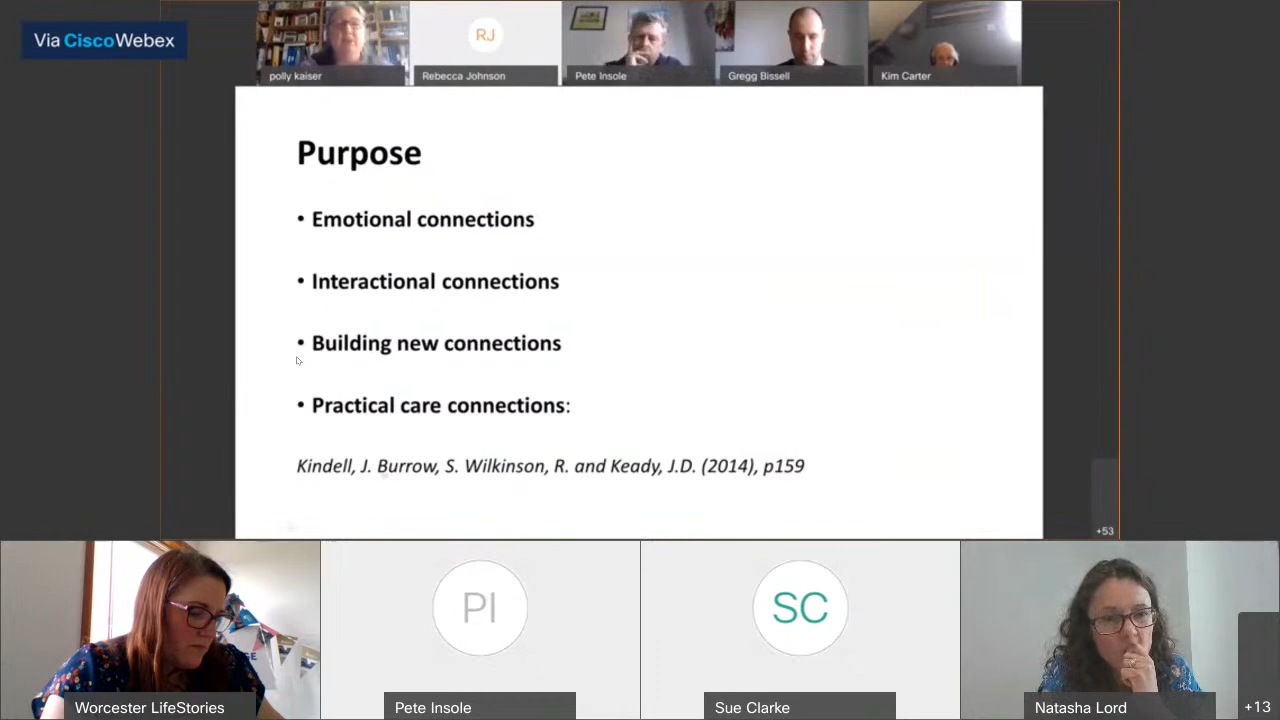 Via Cisco Webex
RJ
polly kaiser
Rebecca Johnson
Pete Insole
Gregg Bissell
Kim Carter
Purpose
• Emotional connections
• Interactional connections
• Building new connections
• Practical care connections:
Kindell, J. Burrow, S. Wilkinson, R. and Keady, J.D. (2014), p159
+53
PI
SC
Worcester LifeStories
Pete Insole
Sue Clarke
Natasha Lord
+13